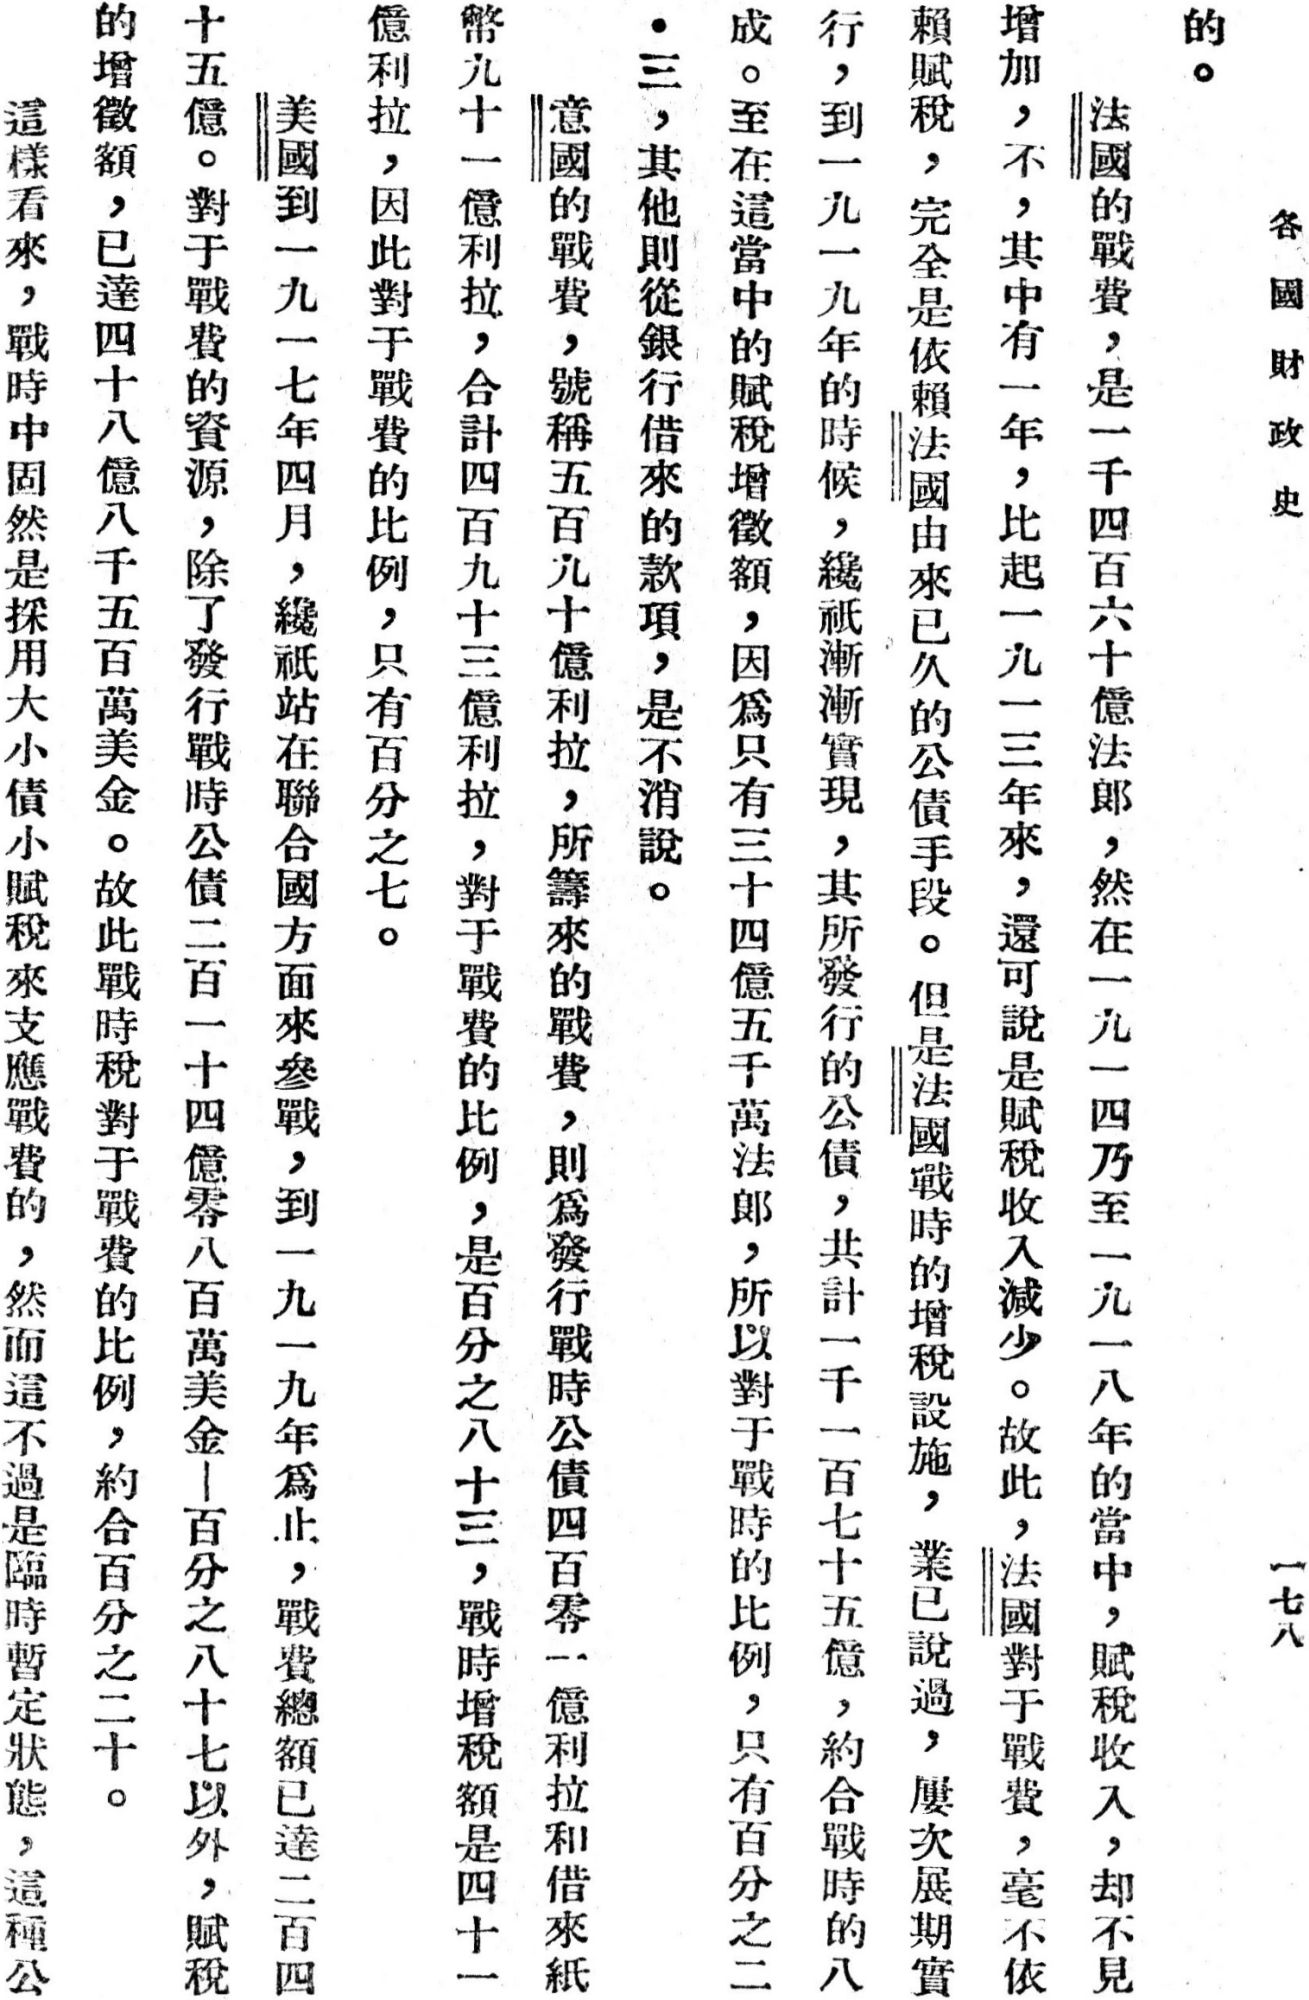 各國財政史
一七八
的。
法國的戰費，是一千四百六十億法郎，然在一九一四乃至一九一八年的當中，賦稅收入，却不見
增加，不，其中有一年，比起一九一三年來，還可說是賦稅收入減少。故此，法國對于戰費，毫不依
賴賦稅，完全是依賴法國由來已久的公債手段。但是法國戰時的增稅設施，業已說過，屢次展期實
行，到一九一九年的時候，纔祇漸漸實現，其所發行的公債，共計一千一百七十五億，約合戰時的八
成。至在這當中的賦稅增徵額，因爲只有三十四億五千萬法郎，所以對于戰時的比例，只有百分之二
・三，其他則從銀行借來的款項，是不消說。
意國的戰費，號稱五百九十億利拉，所籌來的戰費，則爲發行戰時公債四百零一億利拉和借來紙
幣九十一億利拉，合計四百九十三億利拉，對于戰費的比例，是百分之八十三，戰時增稅額是四十一
億利拉，因此對于戰費的比例，只有百分之七。
美國到一九一七年四月，纔祇站在聯合國方面來參戰，到一九一九年爲止，戰費總額已達二百四
十五億。對于戰費的資源，除了發行戰時公債二百一十四億零八百萬美金—百分之八十七以外，賦稅
的增徵額，已達四十八億八千五百萬美金。故此戰時稅對于戰費的比例，約合百分之二十。
這樣看來，戰時中固然是採用大小債小賦稅來支應戰費的，然而這不過是臨時暫定狀態，這種公